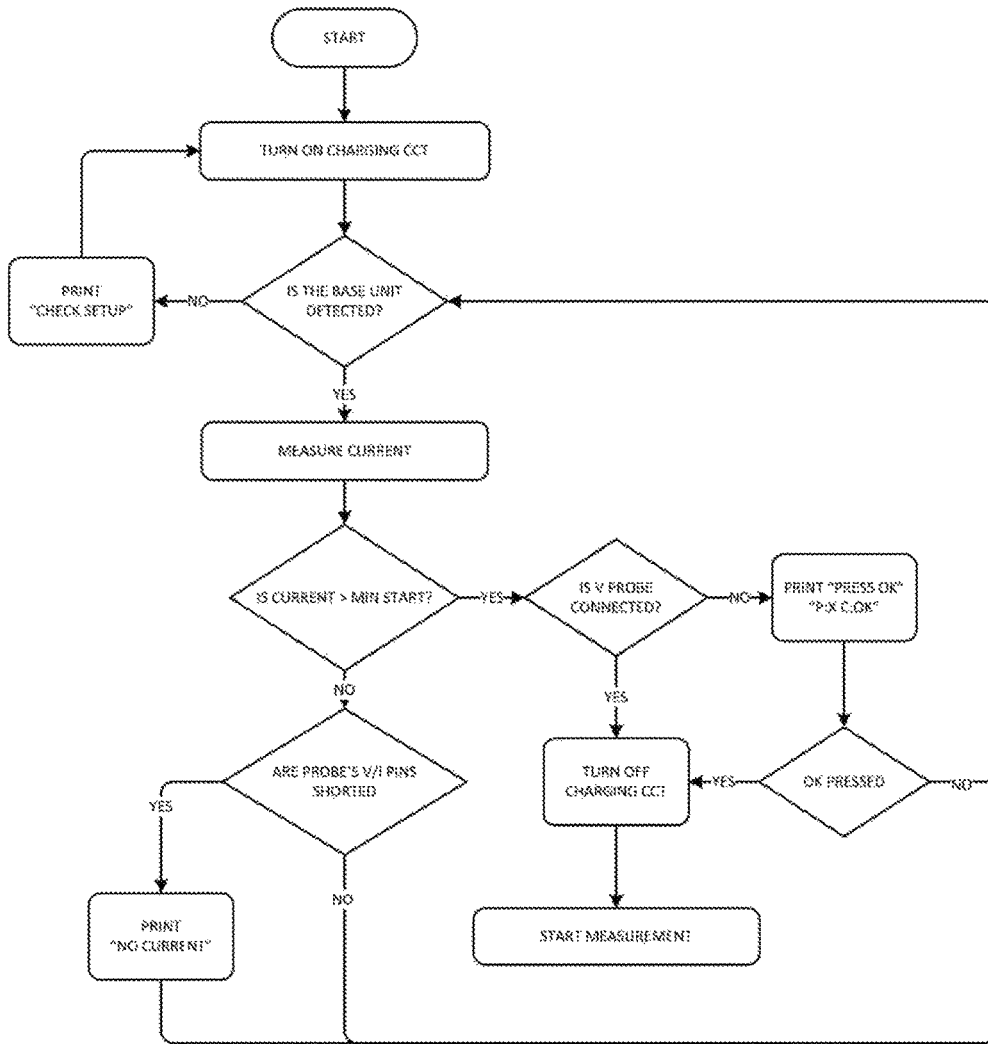 START
TURN ON CHARGING CCT
IS THE BASE UNIT
DETECTED?
NO
PRINT
"CHECK SETUP"
YES
MEASURE CURRENT
IS CURRENT > MIN START?
YES
IS V PROBE
CONNECTED?
NO
PRINT "PRESS OK"
"P:X C:OK"
NO
YES
ARE PROBE'S V/I PINS
SHORTED
YES
TURN OFF
CHARGING CCT
YES
OK PRESSED
NO
NO
PRINT
"NO CURRENT"
START MEASUREMENT